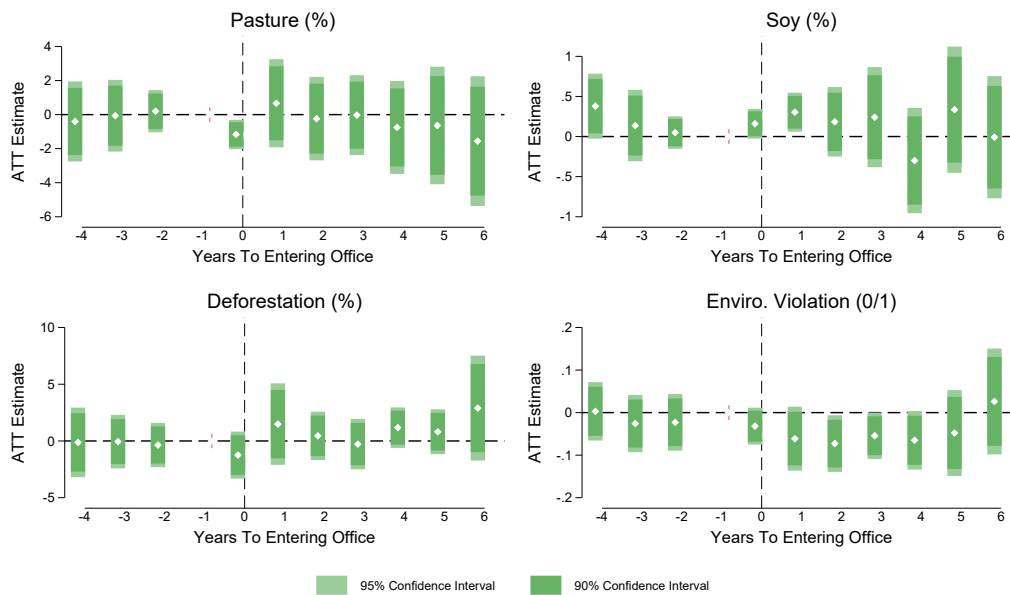 Pasture (%)
4
2
0
-2
-4
-6
ATT Estimate
-4 -3 -2 -1 0 1 2 3 4 5 6
Years To Entering Office
Soy (%)
1
.5
0
-.5
-1
ATT Estimate
-4 -3 -2 -1 0 1 2 3 4 5 6
Years To Entering Office
Deforestation (%)
10
5
0
-5
ATT Estimate
-4 -3 -2 -1 0 1 2 3 4 5 6
Years To Entering Office
Enviro. Violation (0/1)
.2
.1
0
-.1
-.2
ATT Estimate
-4 -3 -2 -1 0 1 2 3 4 5 6
Years To Entering Office
95% Confidence Interval 90% Confidence Interval